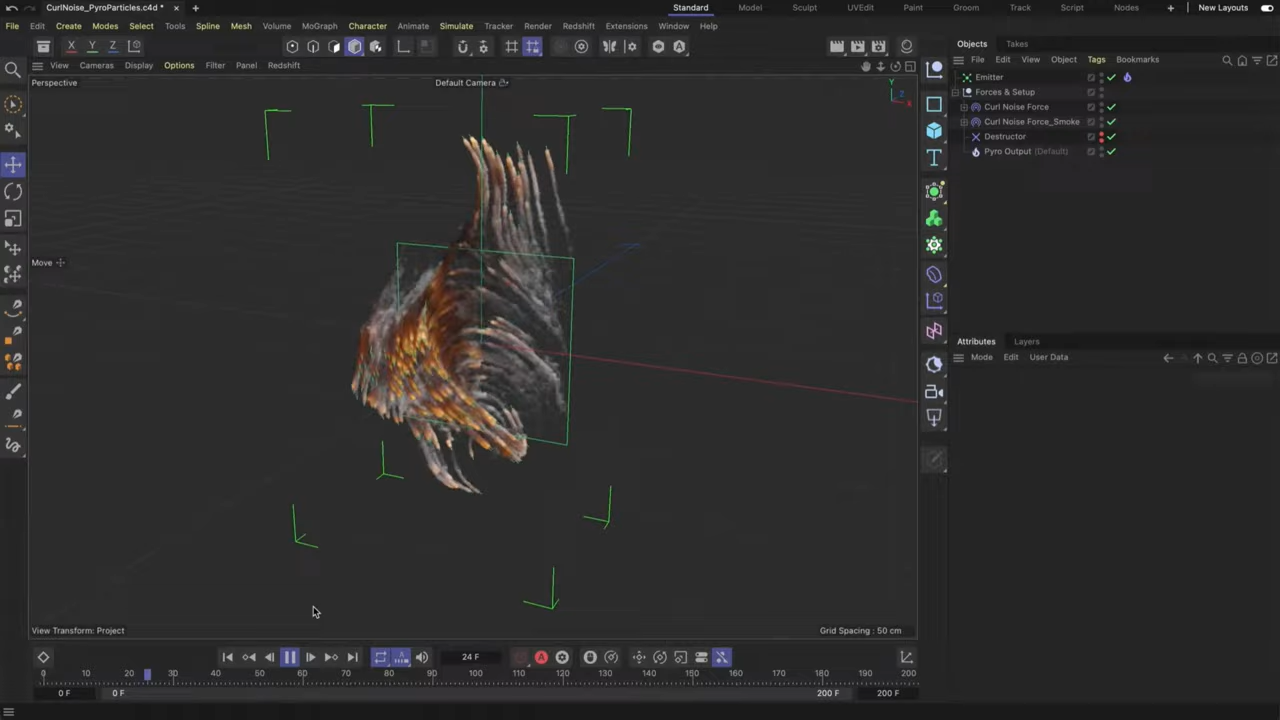 CurlNoise_PyroParticles.c4d *
Standard Model Sculpt UVEdit Paint Groom Track Script Nodes New Layouts
File Edit Create Modes Select Tools Spline Mesh Volume MoGraph Character Animate Simulate Tracker Render Redshift Extensions Window Help
X Y Z
View Cameras Display Options Filter Panel Redshift
Perspective
Default Camera
Y
Z
X
Move
View Transform: Project
Grid Spacing : 50 cm
Objects Takes
File Edit View Object Tags Bookmarks
Emitter
Forces & Setup
Curl Noise Force
Curl Noise Force_Smoke
Destructor
Pyro Output (Default)
Attributes Layers
Mode Edit User Data
24 F
0 10 20 30 40 50 60 70 80 90 100 110 120 130 140 150 160 170 180 190 200
0 F 0 F 200 F 200 F